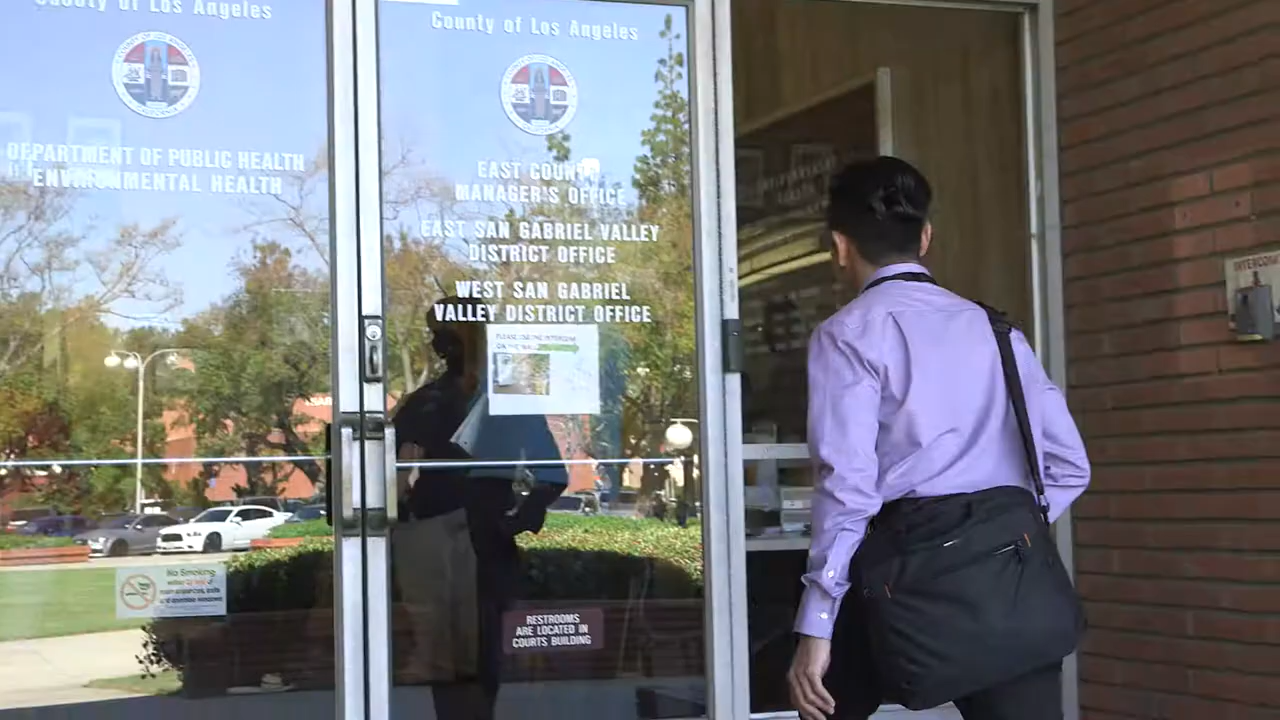 County of Los Angeles
DEPARTMENT OF PUBLIC HEALTH
ENVIRONMENTAL HEALTH
No Smoking
County of Los Angeles
EAST COUNTY
MANAGER'S OFFICE
EAST SAN GABRIEL VALLEY
DISTRICT OFFICE
WEST SAN GABRIEL
VALLEY DISTRICT OFFICE
PLEASE USE THE INTERCOM
RESTROOMS
ARE LOCATED IN
COURTS BUILDING
INTERCOM